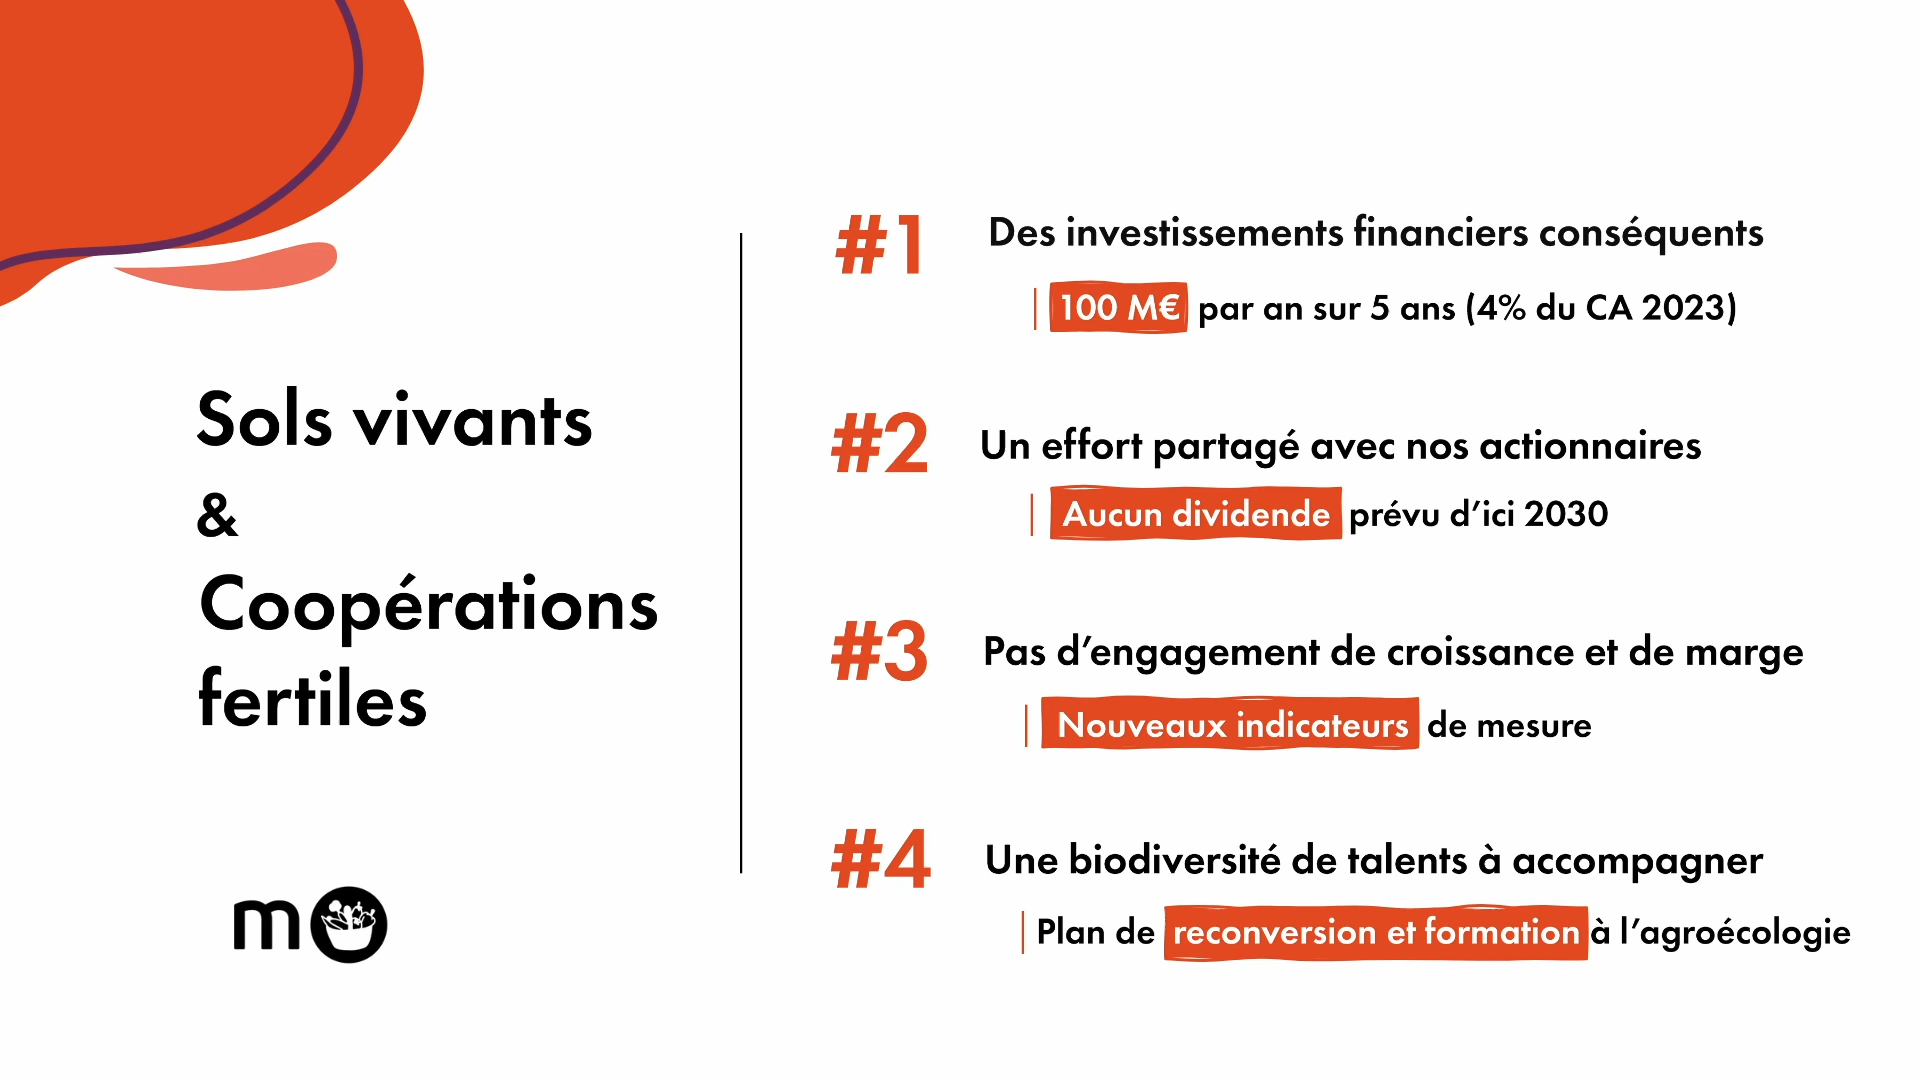 Sols vivants
&
Coopérations
fertiles
m
#1 Des investissements financiers conséquents
100 M€ par an sur 5 ans (4% du CA 2023)
#2 Un effort partagé avec nos actionnaires
Aucun dividende prévu d’ici 2030
#3 Pas d’engagement de croissance et de marge
Nouveaux indicateurs de mesure
#4 Une biodiversité de talents à accompagner
Plan de reconversion et formation à l’agroécologie